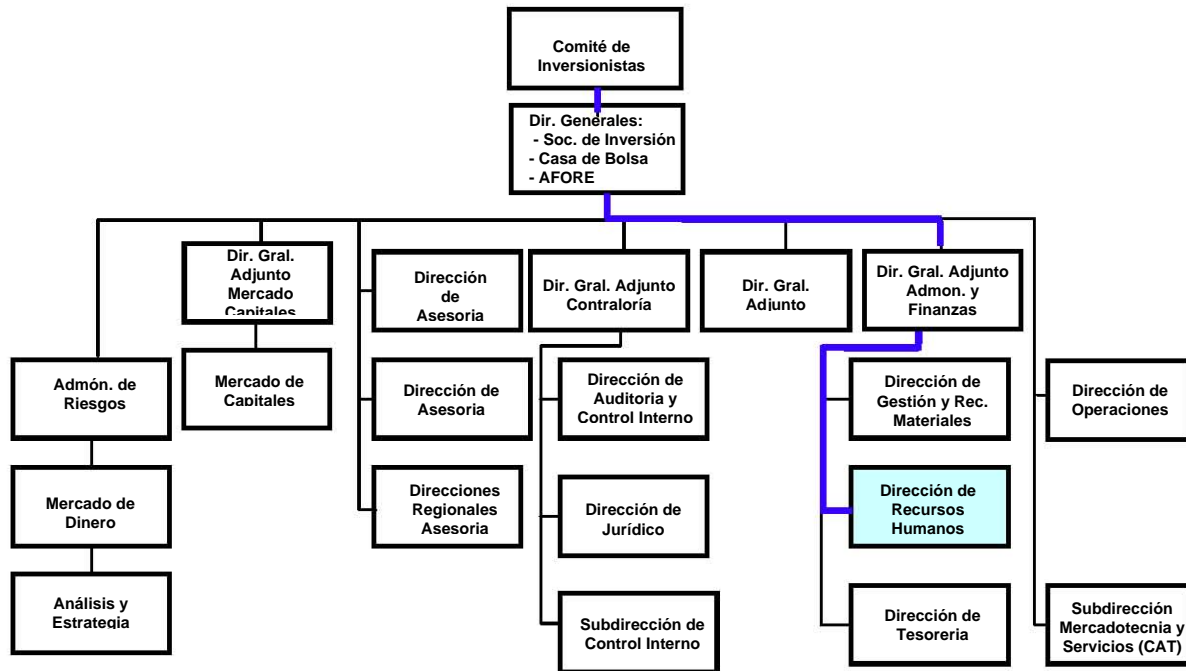 Comité de
Inversionistas
Dir. Generales:
- Soc. de Inversión
- Casa de Bolsa
- AFORE
Dir. Gral.
Adjunto
Mercado
Capitales
Dirección
de
Asesoria
Dir. Gral. Adjunto
Contraloría
Dir. Gral.
Adjunto
Dir. Gral. Adjunto
Admon. y
Finanzas
Admón. de
Riesgos
Mercado de
Capitales
Dirección de
Asesoria
Dirección de
Auditoria y
Control Interno
Dirección de
Gestión y Rec.
Materiales
Dirección de
Operaciones
Mercado de
Dinero
Direcciones
Regionales
Asesoria
Dirección de
Jurídico
Dirección de
Recursos
Humanos
Análisis y
Estrategia
Subdirección de
Control Interno
Dirección de
Tesoreria
Subdirección
Mercadotecnia y
Servicios (CAT)